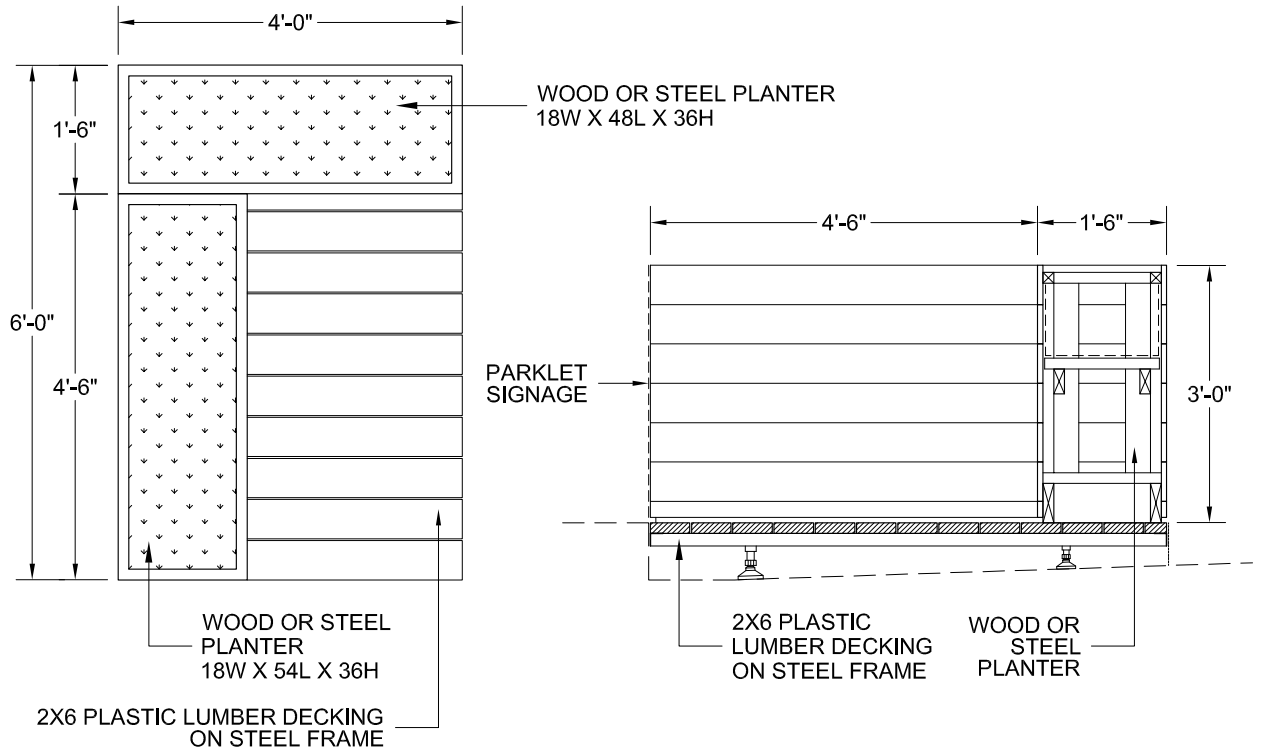 4'-0"
WOOD OR STEEL PLANTER
18W X 48L X 36H
1'-6"
6'-0"
4'-6"
WOOD OR STEEL
PLANTER
18W X 54L X 36H
2X6 PLASTIC LUMBER DECKING
ON STEEL FRAME
4'-6"
1'-6"
PARKLET
SIGNAGE
3'-0"
2X6 PLASTIC
LUMBER DECKING
ON STEEL FRAME
WOOD OR
STEEL
PLANTER